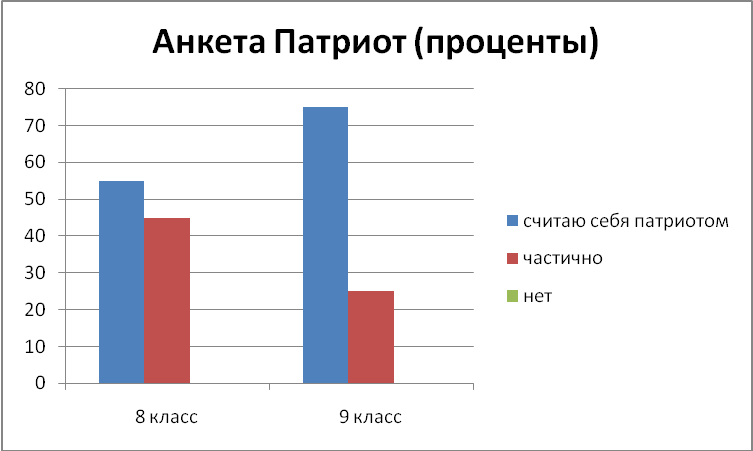 Анкета Патриот (проценты)
80
70
60
50
40
30
20
10
0
8 класс
9 класс
считаю себя патриотом
частично
нет